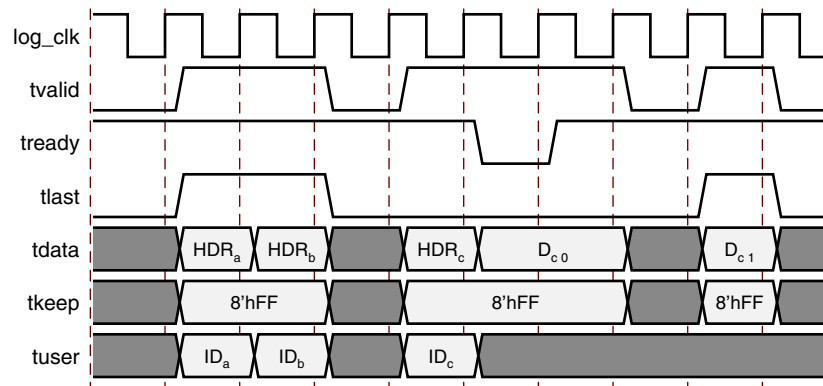 log_clk
tvalid
tready
tlast
tdata HDRa HDRb HDRc Dc 0 Dc 1
tkeep 8'hFF 8'hFF 8'hFF
tuser IDa IDb IDc